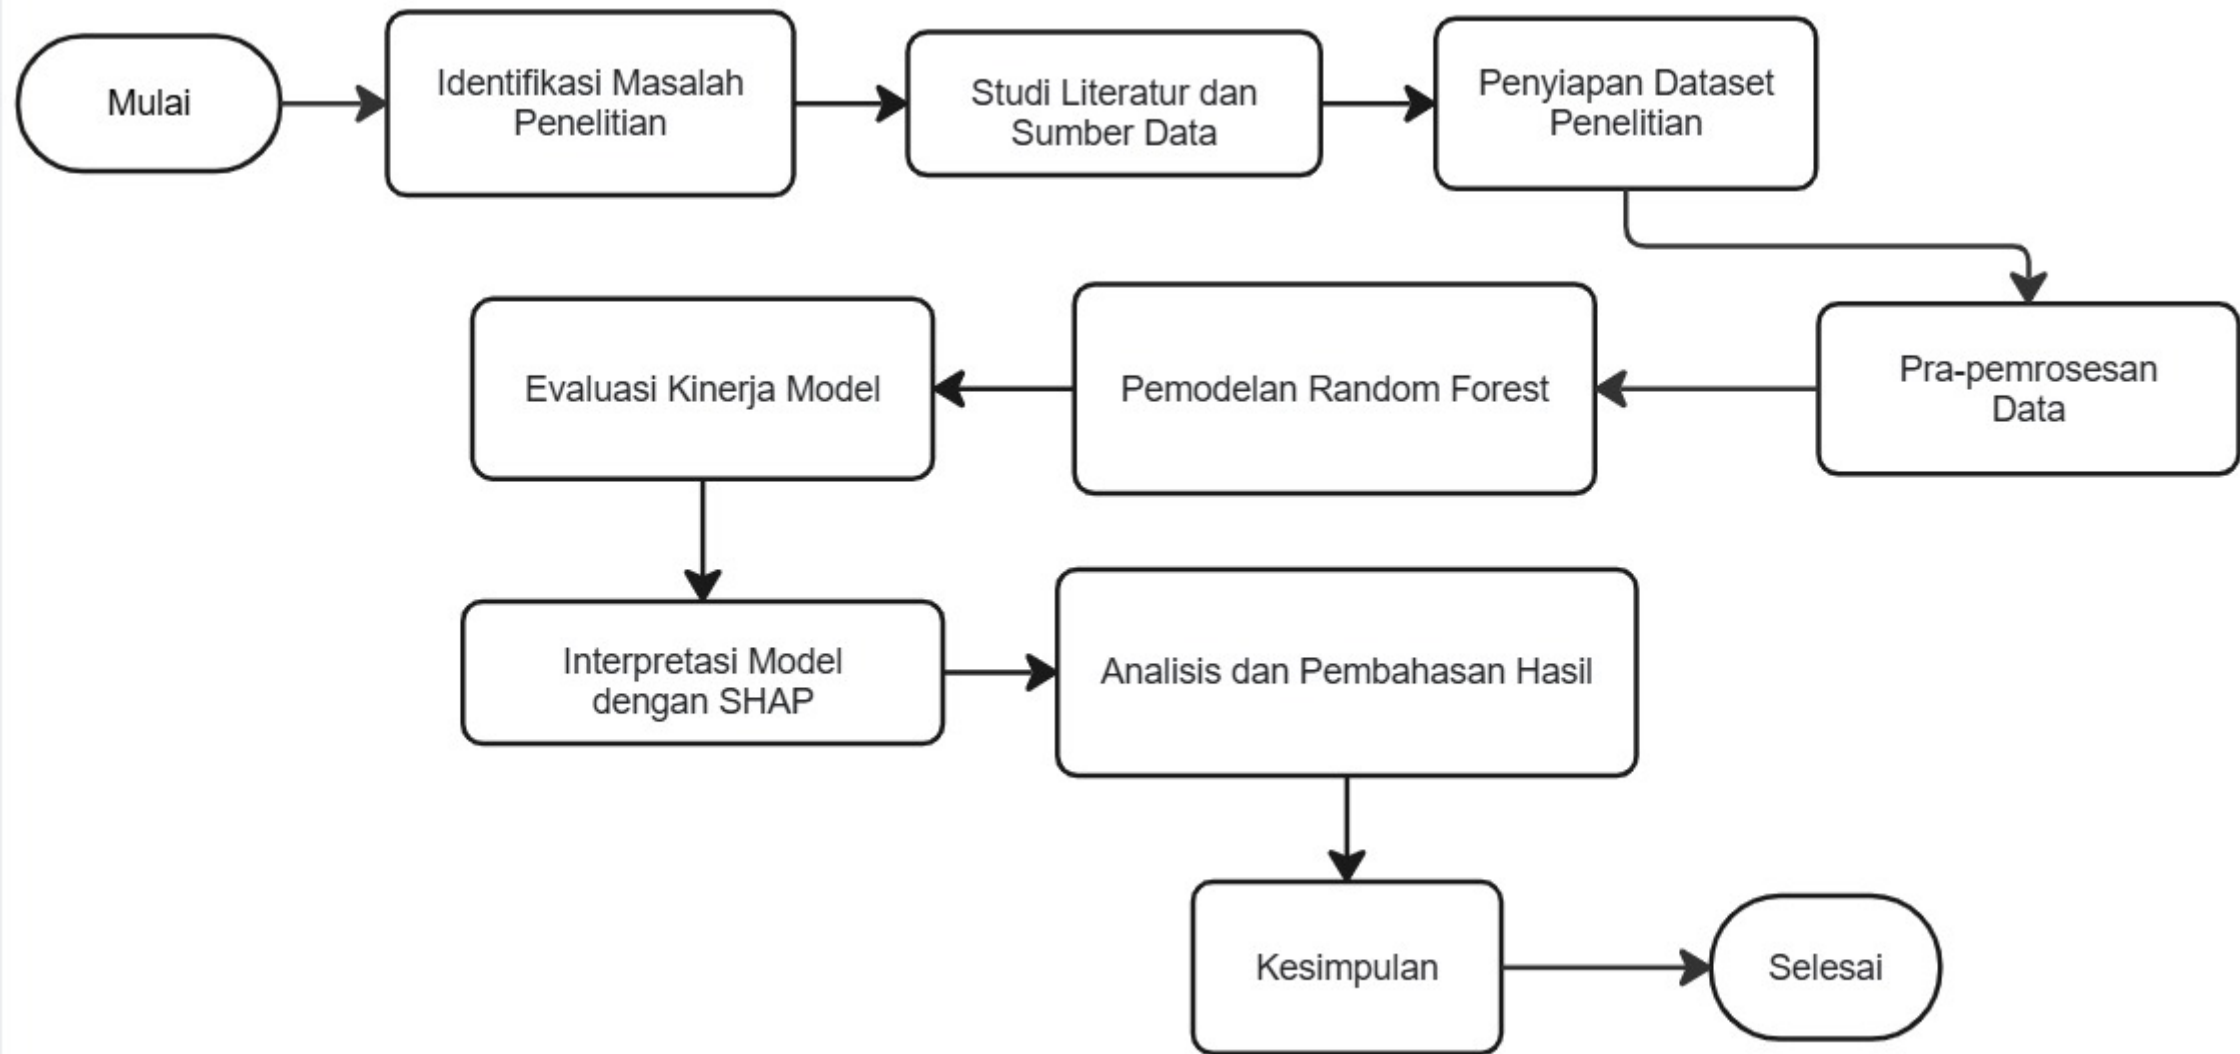 Mulai
Identifikasi Masalah
Penelitian
Studi Literatur dan
Sumber Data
Penyiapan Dataset
Penelitian
Pra-pemrosesan
Data
Pemodelan Random Forest
Evaluasi Kinerja Model
Interpretasi Model
dengan SHAP
Analisis dan Pembahasan Hasil
Kesimpulan
Selesai